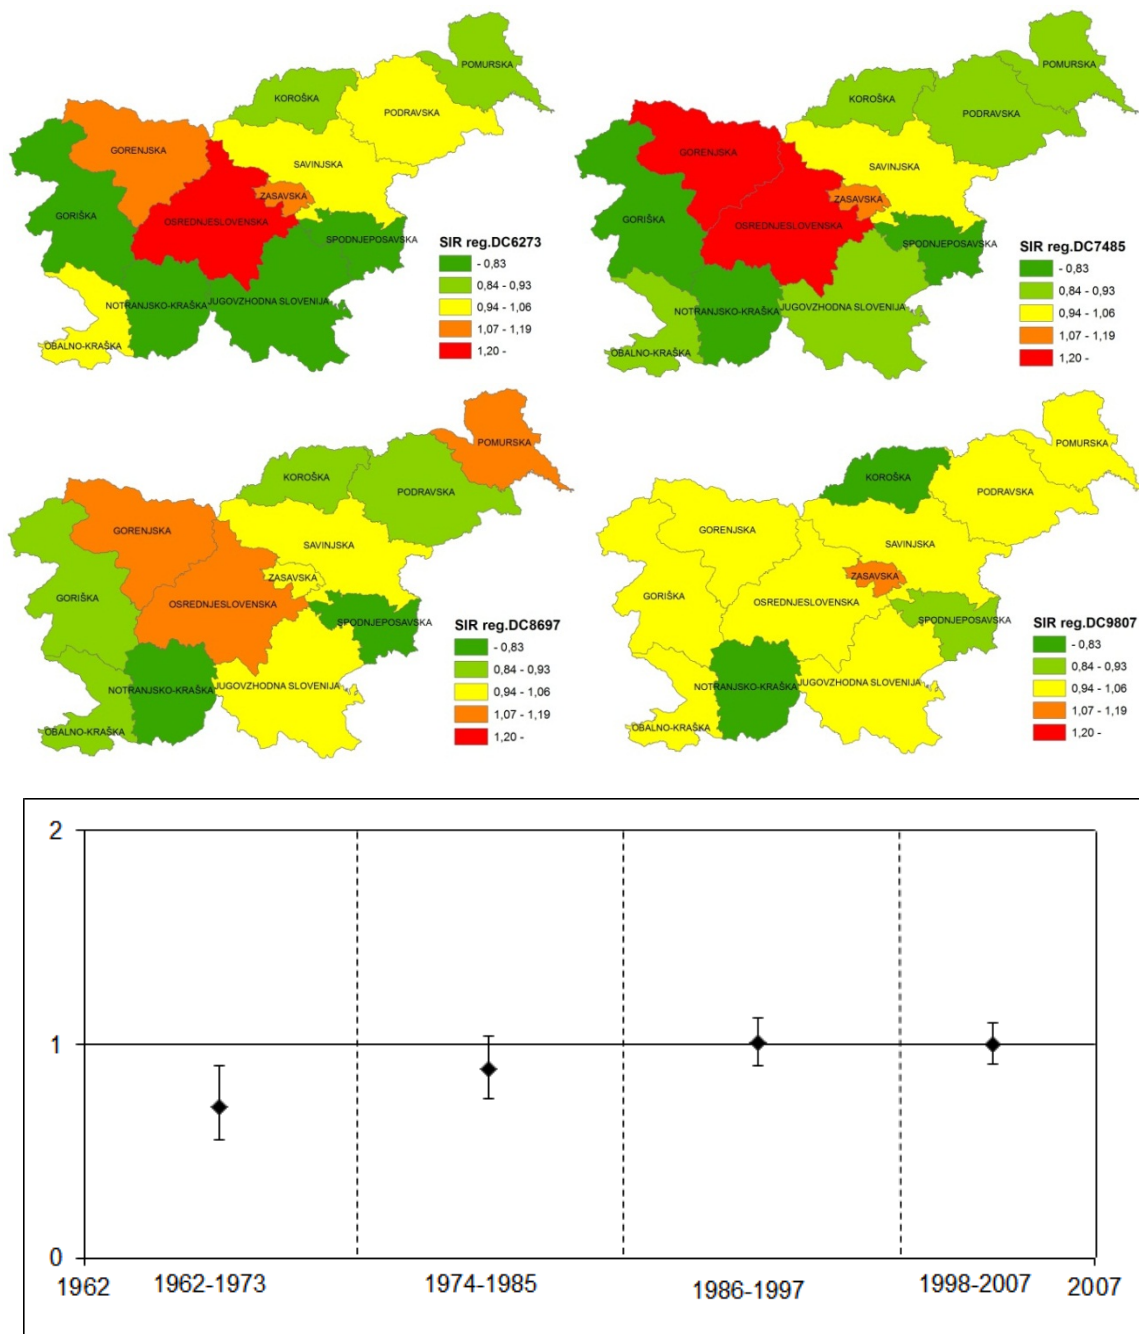 POMURSKA
KOROŠKA
PODRAVSKA
GORENJSKA
SAVINJSKA
ZASAVSKA
GORIŠKA
OSREDNJESLOVENSKA
SPODNJEPOSAVSKA
NOTRANJSKO-KRAŠKA
JUGOVZHODNA SLOVENIJA
OBALNO-KRAŠKA
SIR reg.DC6273
- 0,83
0,84 - 0,93
0,94 - 1,06
1,07 - 1,19
1,20 -
POMURSKA
KOROŠKA
PODRAVSKA
GORENJSKA
SAVINJSKA
ZASAVSKA
GORIŠKA
OSREDNJESLOVENSKA
SPODNJEPOSAVSKA
NOTRANJSKO-KRAŠKA
JUGOVZHODNA SLOVENIJA
OBALNO-KRAŠKA
SIR reg.DC7485
- 0,83
0,84 - 0,93
0,94 - 1,06
1,07 - 1,19
1,20 -
POMURSKA
KOROŠKA
PODRAVSKA
GORENJSKA
SAVINJSKA
ZASAVSKA
GORIŠKA
OSREDNJESLOVENSKA
SPODNJEPOSAVSKA
NOTRANJSKO-KRAŠKA
JUGOVZHODNA SLOVENIJA
OBALNO-KRAŠKA
SIR reg.DC8697
- 0,83
0,84 - 0,93
0,94 - 1,06
1,07 - 1,19
1,20 -
POMURSKA
KOROŠKA
PODRAVSKA
GORENJSKA
SAVINJSKA
ZASAVSKA
GORIŠKA
OSREDNJESLOVENSKA
SPODNJEPOSAVSKA
NOTRANJSKO-KRAŠKA
JUGOVZHODNA SLOVENIJA
OBALNO-KRAŠKA
SIR reg.DC9807
- 0,83
0,84 - 0,93
0,94 - 1,06
1,07 - 1,19
1,20 -
2
1
0
1962 1962-1973 1974-1985 1986-1997 1998-2007 2007